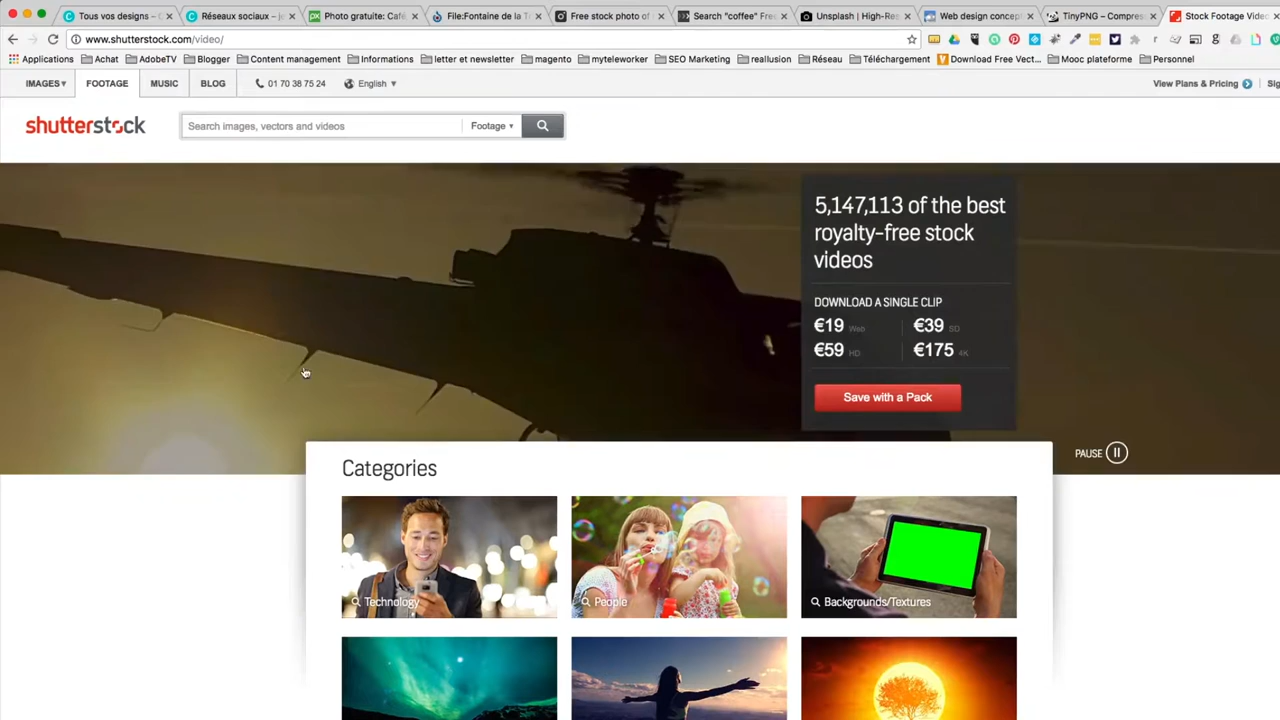 Tous vos designs – C
Réseaux sociaux – je
Photo gratuite: Café,
File:Fontaine de la T
Free stock photo of
Search "coffee" Free
Unsplash | High-Res
Web design concep
TinyPNG – Compres
Stock Footage Video
www.shutterstock.com/video/
Applications
Achat
AdobeTV
Blogger
Content management
Informations
letter et newsletter
magento
myteleworker
SEO Marketing
reallusion
Réseau
Téléchargement
Download Free Vect...
Mooc plateforme
Personnel
IMAGES
FOOTAGE
MUSIC
BLOG
01 70 38 75 24
English
View Plans & Pricing
Sig
shutterstock
Search images, vectors and videos
Footage
5,147,113 of the best
royalty-free stock
videos
DOWNLOAD A SINGLE CLIP
€19 Web
€39 SD
€59 HD
€175 4K
Save with a Pack
PAUSE
Categories
Technology
People
Backgrounds/Textures